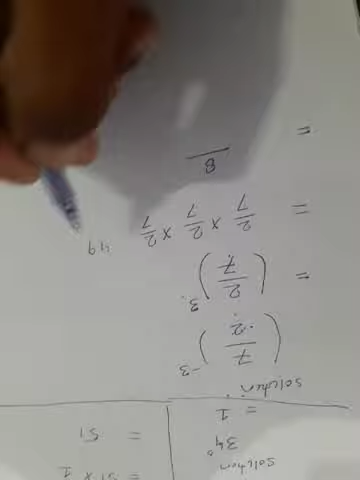 solution
34°
= 51 × 1
= 1
= 51
solution
(7/2)⁻³
= (2/7)³
= 2/7 × 2/7 × 2/7
49
= 8/